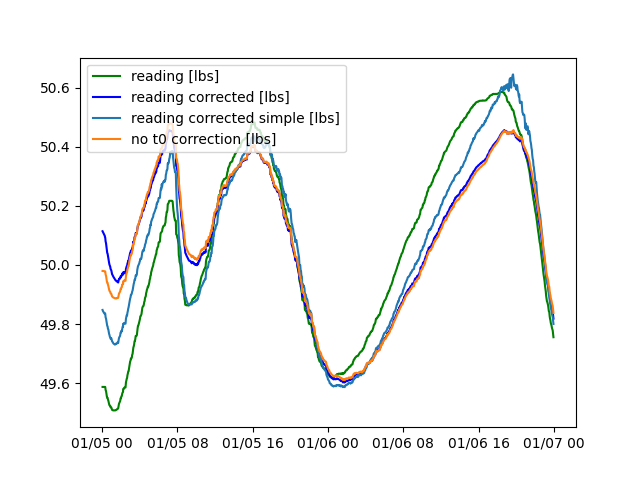 reading [lbs]
reading corrected [lbs]
reading corrected simple [lbs]
no t0 correction [lbs]
50.6
50.4
50.2
50.0
49.8
49.6
01/05 00 01/05 08 01/05 16 01/06 00 01/06 08 01/06 16 01/07 00